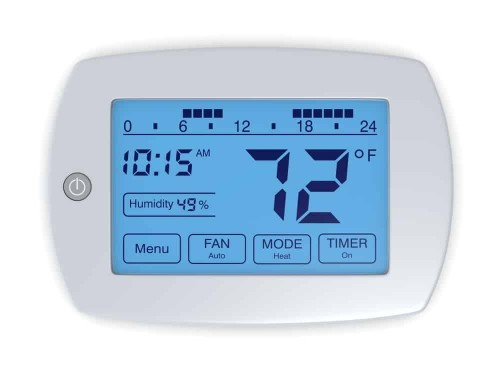 0 6 12 18 24
10:15 AM
72 °F
Humidity 49 %
Menu FAN MODE TIMER
Auto Heat On